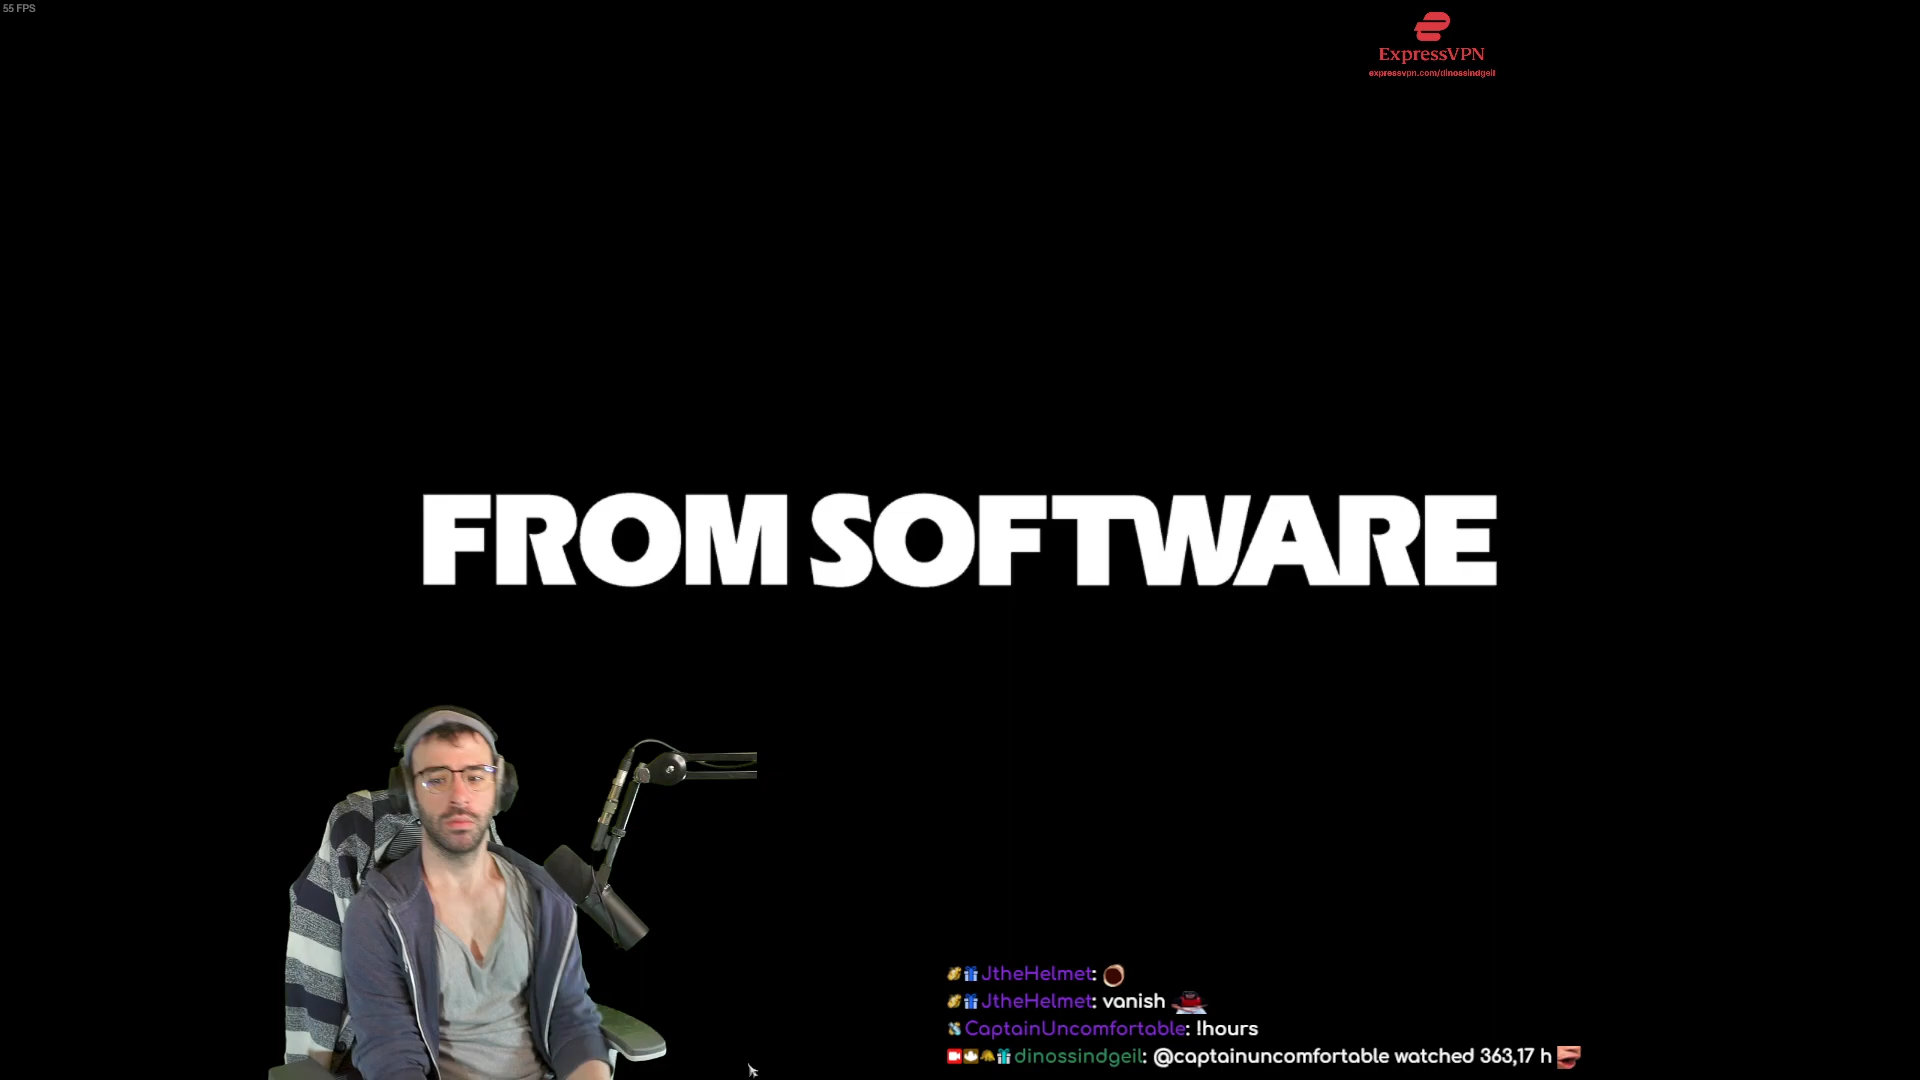 55 FPS
ExpressVPN
expressvpn.com/dinossindgeil
FROM SOFTWARE
JtheHelmet:
JtheHelmet: vanish
CaptainUncomfortable: !hours
dinossindgeil: @captainuncomfortable watched 363,17 h